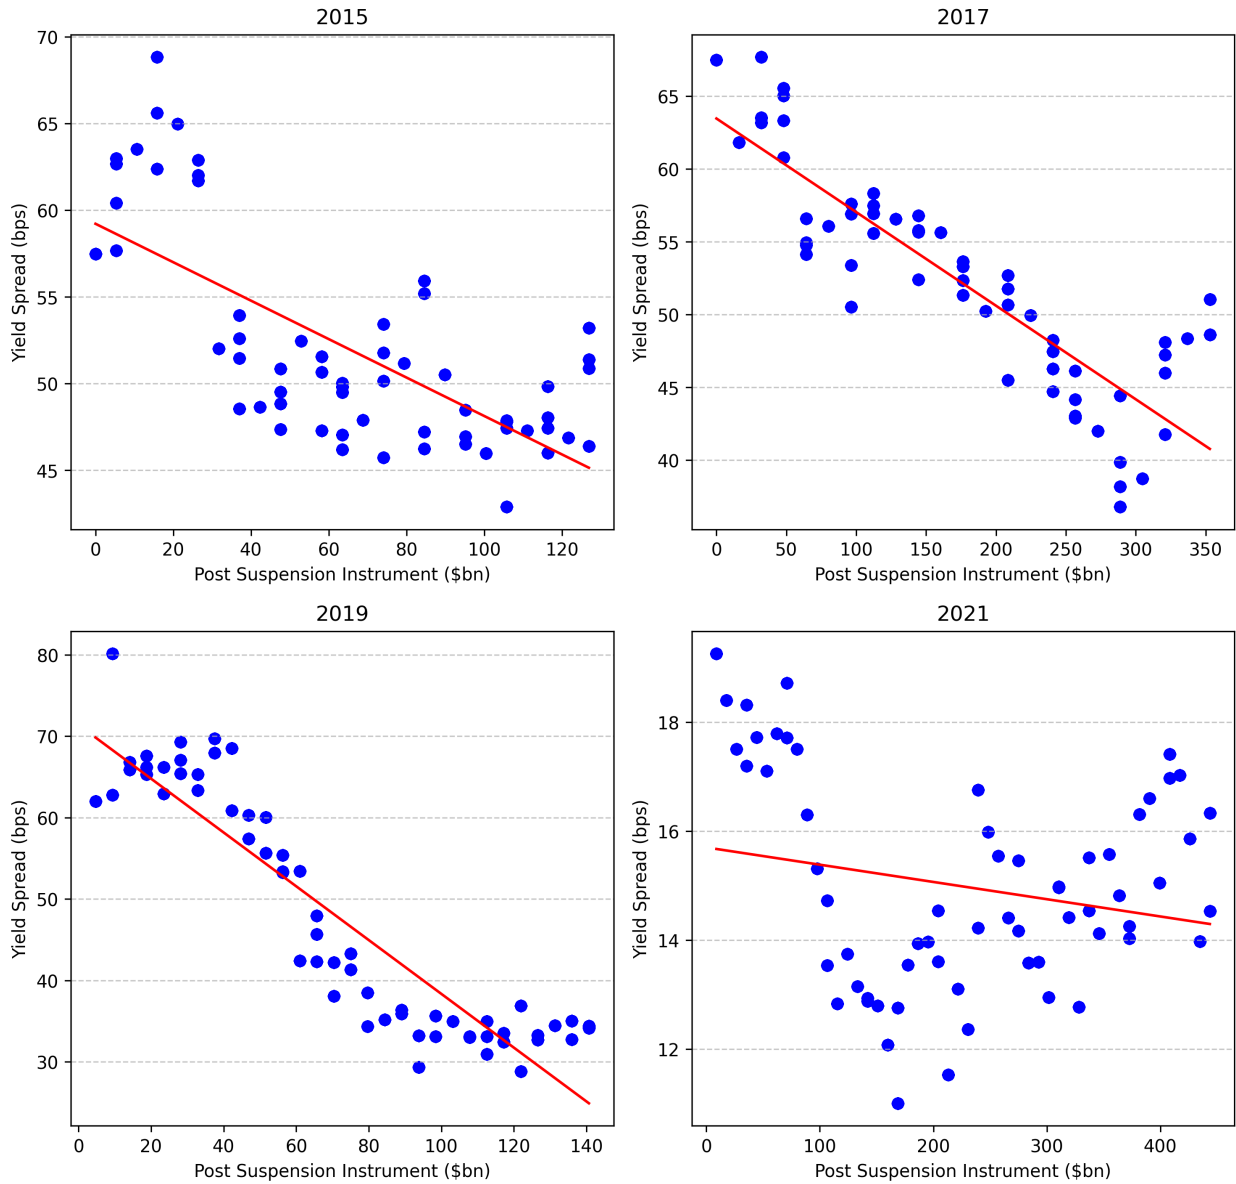 2015
70
65
60
55
50
45
Yield Spread (bps)
0 20 40 60 80 100 120
Post Suspension Instrument ($bn)
2017
65
60
55
50
45
40
Yield Spread (bps)
0 50 100 150 200 250 300 350
Post Suspension Instrument ($bn)
2019
80
70
60
50
40
30
Yield Spread (bps)
0 20 40 60 80 100 120 140
Post Suspension Instrument ($bn)
2021
18
16
14
12
Yield Spread (bps)
0 100 200 300 400
Post Suspension Instrument ($bn)